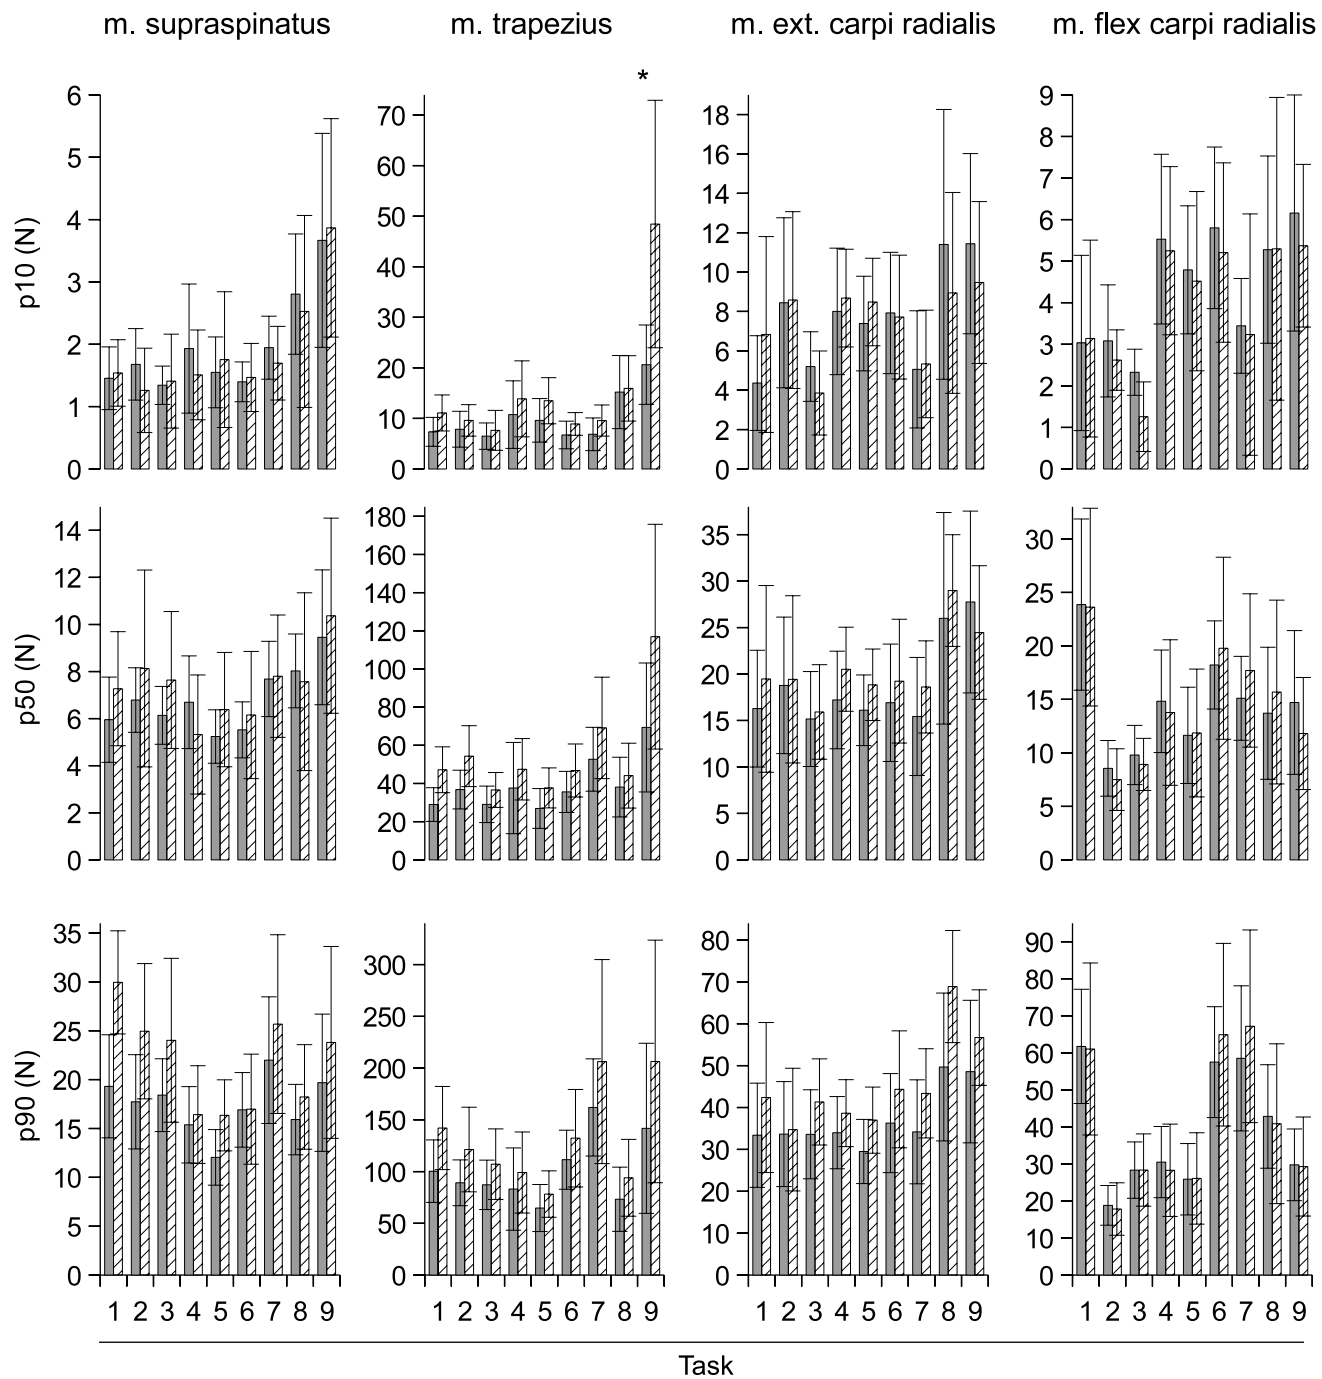 m. supraspinatus m. trapezius m. ext. carpi radialis m. flex carpi radialis
*
p10 (N)
6 5 4 3 2 1 0
70 60 50 40 30 20 10 0
18 16 14 12 10 8 6 4 2 0
9 8 7 6 5 4 3 2 1 0
p50 (N)
14 12 10 8 6 4 2 0
180 160 140 120 100 80 60 40 20 0
35 30 25 20 15 10 5 0
30 25 20 15 10 5 0
p90 (N)
35 30 25 20 15 10 5 0
300 250 200 150 100 50 0
80 70 60 50 40 30 20 10 0
90 80 70 60 50 40 30 20 10 0
1 2 3 4 5 6 7 8 9 1 2 3 4 5 6 7 8 9 1 2 3 4 5 6 7 8 9 1 2 3 4 5 6 7 8 9
Task